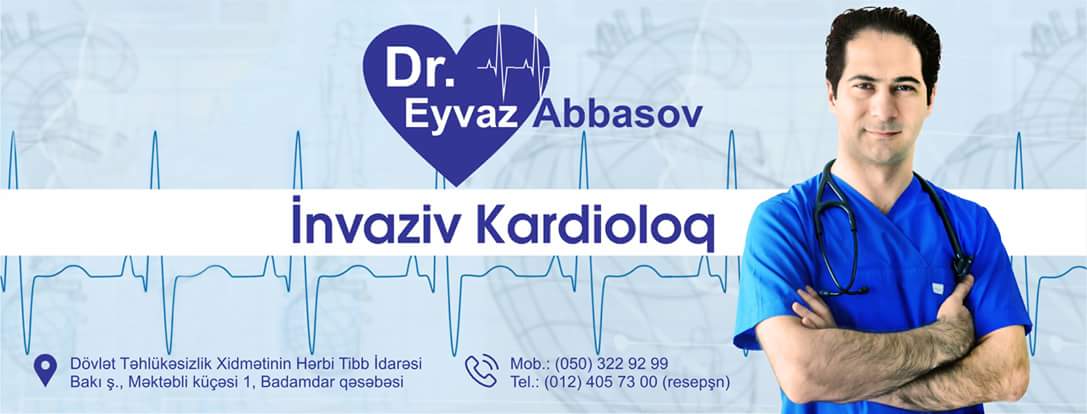 Dr.
Eyvaz Abbasov
İnvaziv Kardioloq
Dövlət Təhlükəsizlik Xidmətinin Hərbi Tibb İdarəsi
Bakı ş., Məktəbli küçəsi 1, Badamdar qəsəbəsi
Mob.: (050) 322 92 99
Tel.: (012) 405 73 00 (resepşn)